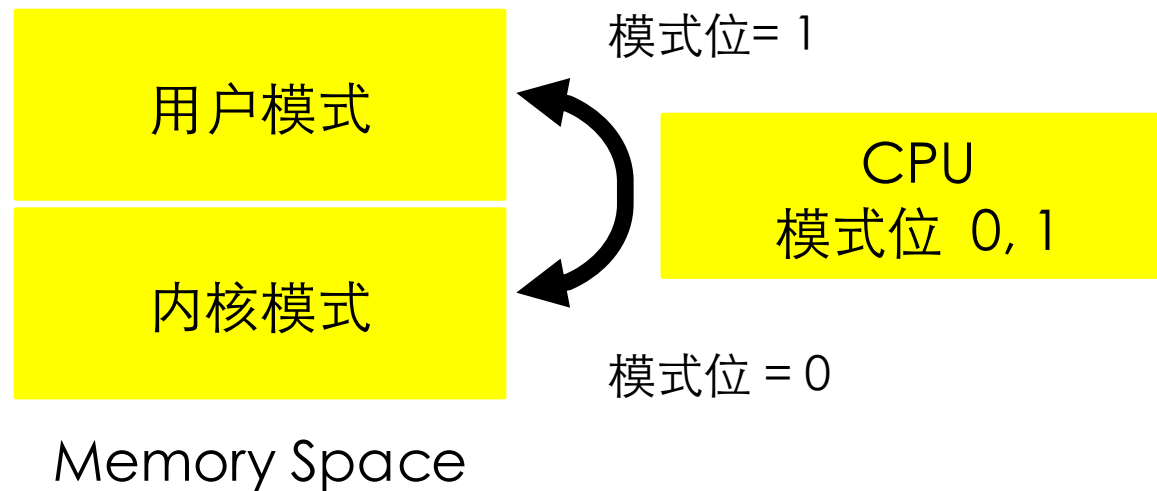 模式位= 1
用户模式
CPU
模式位 0, 1
内核模式
模式位 = 0
Memory Space